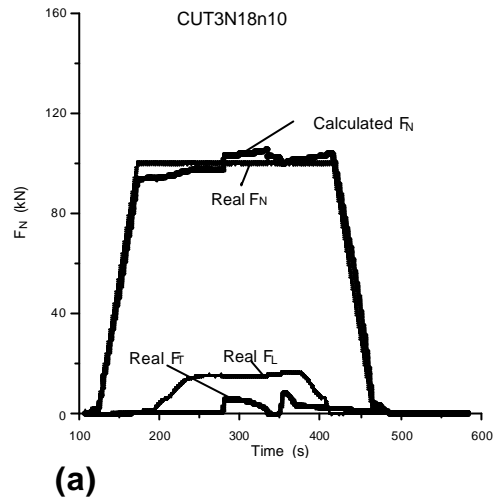 CUT3N18n10
160
120
80
40
0
FN (kN)
Calculated FN
Real FN
Real FT
Real FL
100
200
300
400
500
600
Time (s)
(a)